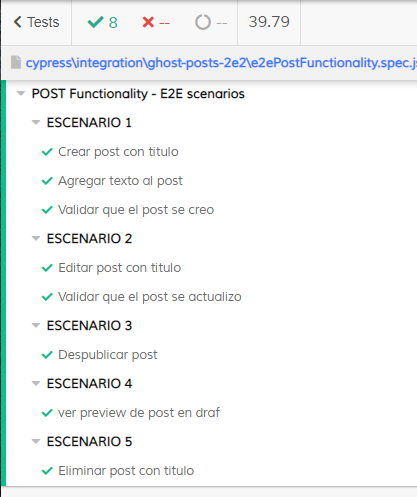 Tests 8 -- -- 39.79
cypress\integration\ghost-posts-2e2\e2ePostFunctionality.spec.js
POST Functionality - E2E scenarios
ESCENARIO 1
Crear post con titulo
Agregar texto al post
Validar que el post se creo
ESCENARIO 2
Editar post con titulo
Validar que el post se actualizo
ESCENARIO 3
Despublicar post
ESCENARIO 4
ver preview de post en draf
ESCENARIO 5
Eliminar post con titulo